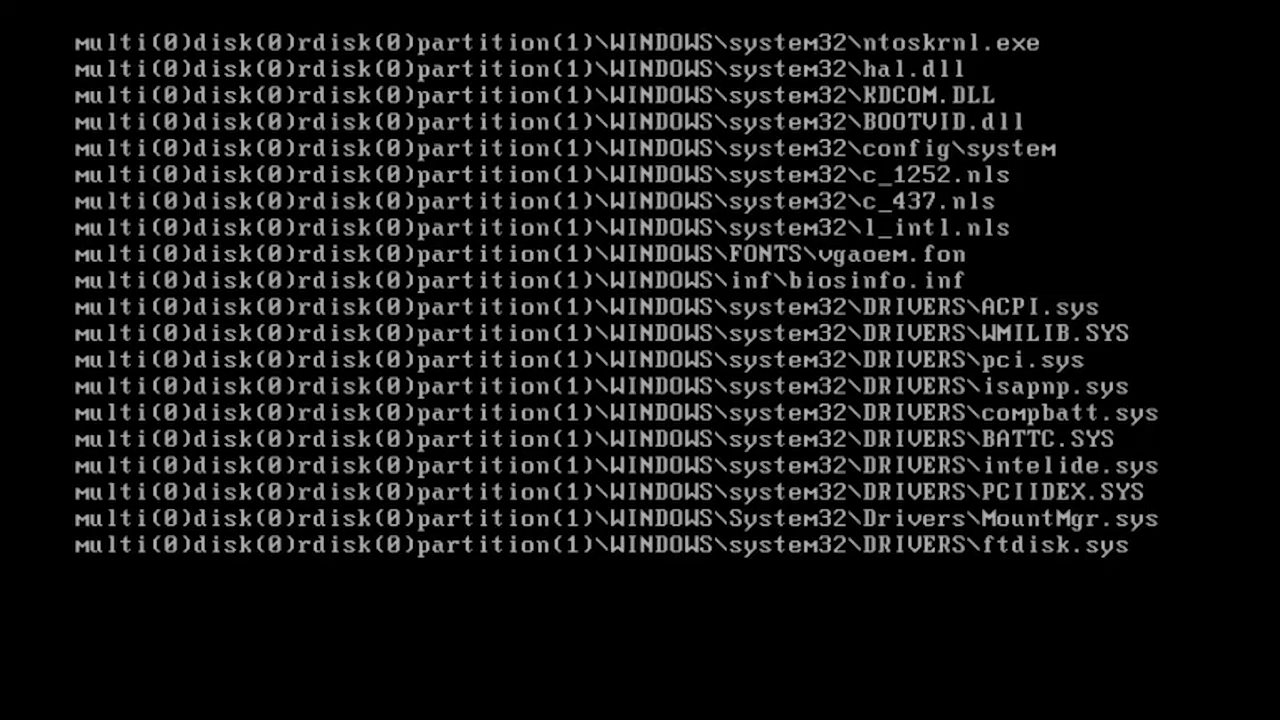 multi(0)disk(0)rdisk(0)partition(1)\WINDOWS\system32\ntoskrnl.exe
multi(0)disk(0)rdisk(0)partition(1)\WINDOWS\system32\hal.dll
multi(0)disk(0)rdisk(0)partition(1)\WINDOWS\system32\KDCOM.DLL
multi(0)disk(0)rdisk(0)partition(1)\WINDOWS\system32\BOOTVID.dll
multi(0)disk(0)rdisk(0)partition(1)\WINDOWS\system32\config\system
multi(0)disk(0)rdisk(0)partition(1)\WINDOWS\system32\c_1252.nls
multi(0)disk(0)rdisk(0)partition(1)\WINDOWS\system32\c_437.nls
multi(0)disk(0)rdisk(0)partition(1)\WINDOWS\system32\l_intl.nls
multi(0)disk(0)rdisk(0)partition(1)\WINDOWS\FONTS\vgaoem.fon
multi(0)disk(0)rdisk(0)partition(1)\WINDOWS\inf\biosinfo.inf
multi(0)disk(0)rdisk(0)partition(1)\WINDOWS\system32\DRIVERS\ACPI.sys
multi(0)disk(0)rdisk(0)partition(1)\WINDOWS\system32\DRIVERS\WMILIB.SYS
multi(0)disk(0)rdisk(0)partition(1)\WINDOWS\system32\DRIVERS\pci.sys
multi(0)disk(0)rdisk(0)partition(1)\WINDOWS\system32\DRIVERS\isapnp.sys
multi(0)disk(0)rdisk(0)partition(1)\WINDOWS\system32\DRIVERS\compbatt.sys
multi(0)disk(0)rdisk(0)partition(1)\WINDOWS\system32\DRIVERS\BATTC.SYS
multi(0)disk(0)rdisk(0)partition(1)\WINDOWS\system32\DRIVERS\intelide.sys
multi(0)disk(0)rdisk(0)partition(1)\WINDOWS\system32\DRIVERS\PCIIDEX.SYS
multi(0)disk(0)rdisk(0)partition(1)\WINDOWS\System32\Drivers\MountMgr.sys
multi(0)disk(0)rdisk(0)partition(1)\WINDOWS\system32\DRIVERS\ftdisk.sys